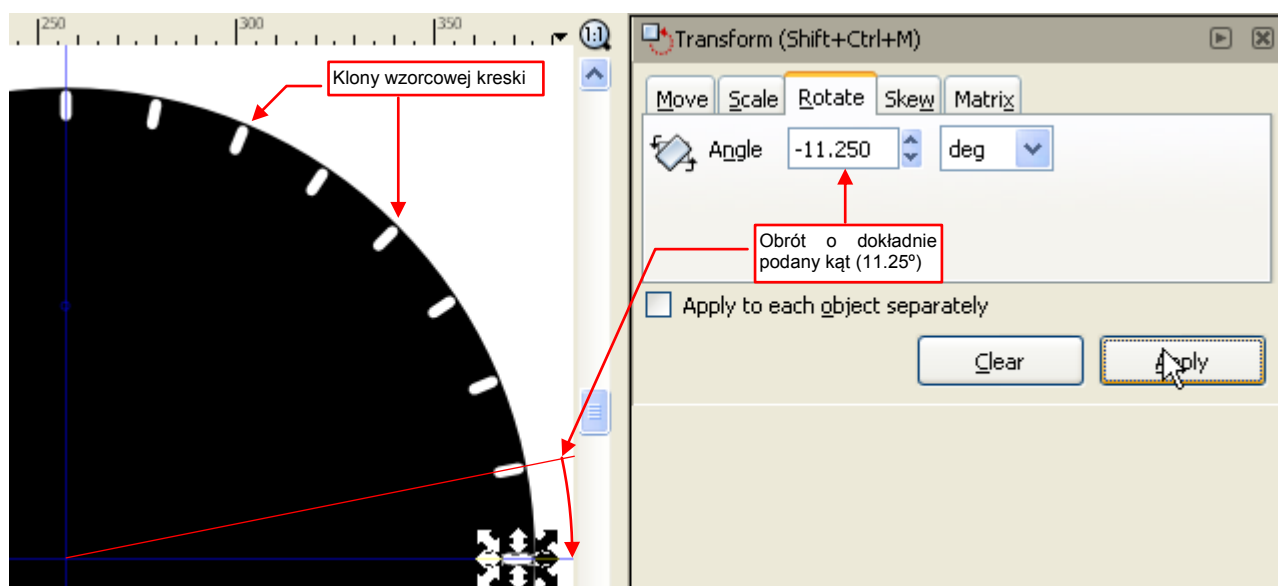 250 300 350
1:1
Klony wzorcowej kreski
Transform (Shift+Ctrl+M)
Move Scale Rotate Skew Matrix
Angle -11.250 deg
Obrót o dokładnie
podany kąt (11.25º)
Apply to each object separately
Clear Apply